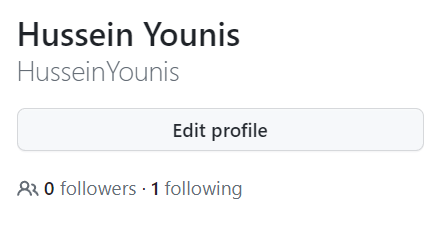 Hussein Younis
HusseinYounis
Edit profile
0 followers · 1 following